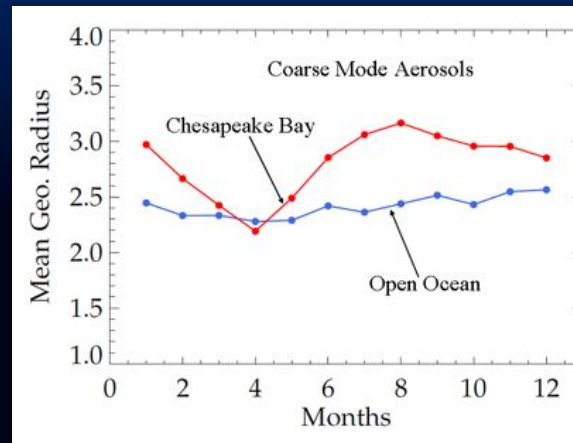 4.0
3.5
3.0
2.5
2.0
1.5
1.0
Mean Geo. Radius
Coarse Mode Aerosols
Chesapeake Bay
Open Ocean
0 2 4 6 8 10 12
Months